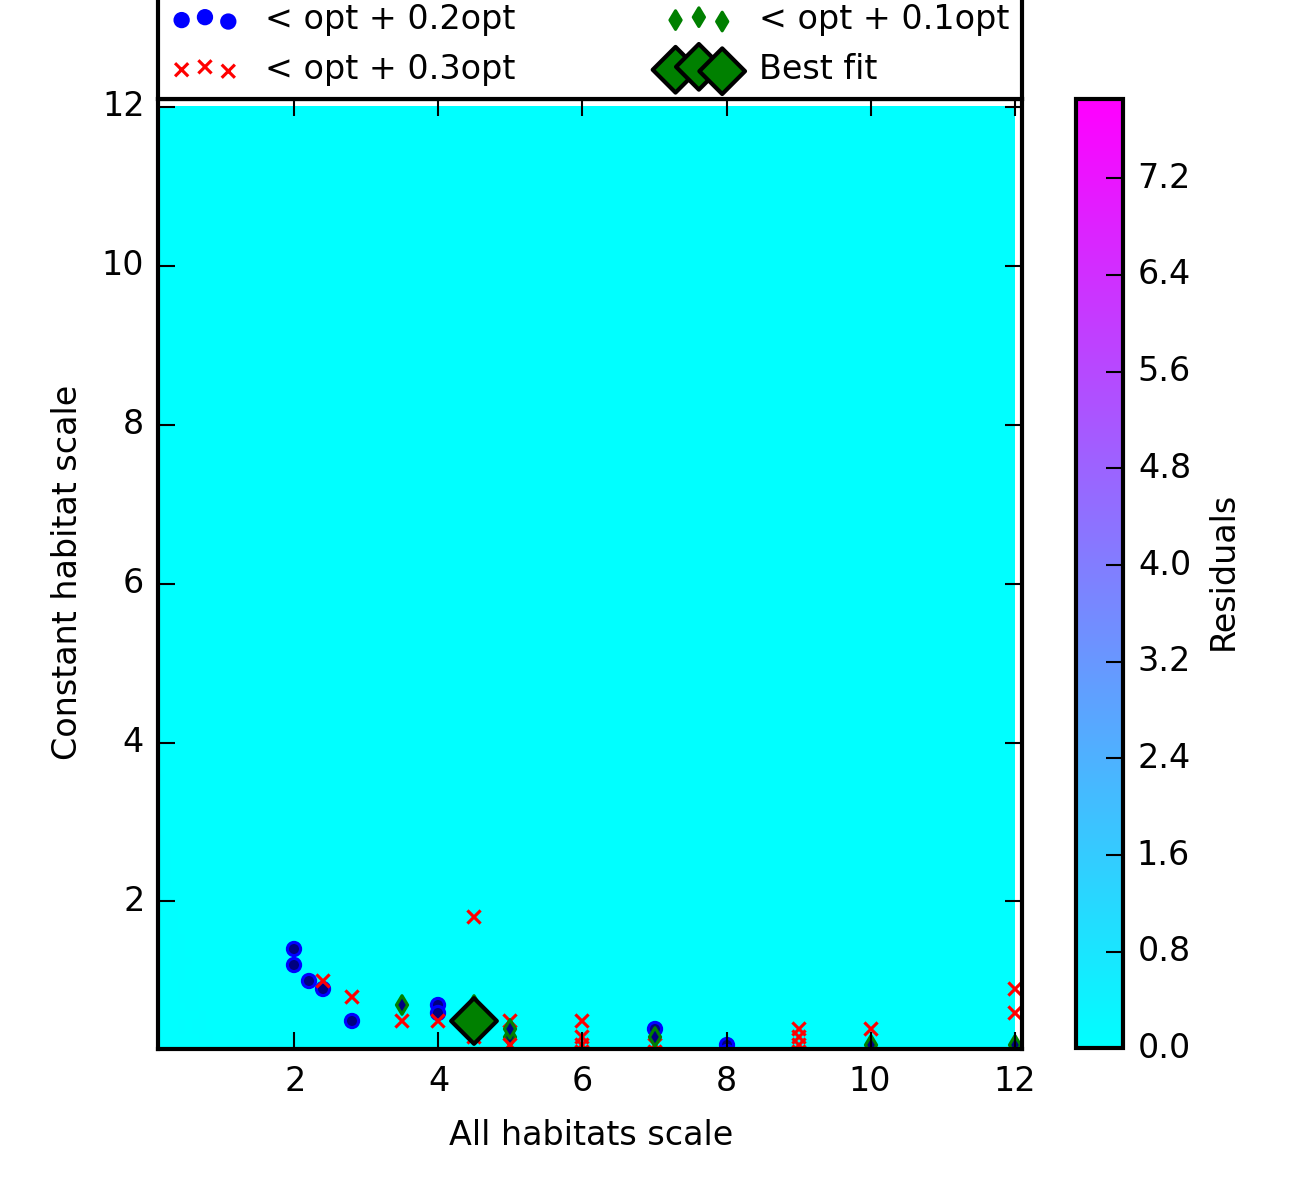 < opt + 0.2opt < opt + 0.1opt
< opt + 0.3opt Best fit
12
10
8
6
4
2
Constant habitat scale
2 4 6 8 10 12
All habitats scale
7.2
6.4
5.6
4.8
4.0
3.2
2.4
1.6
0.8
0.0
Residuals